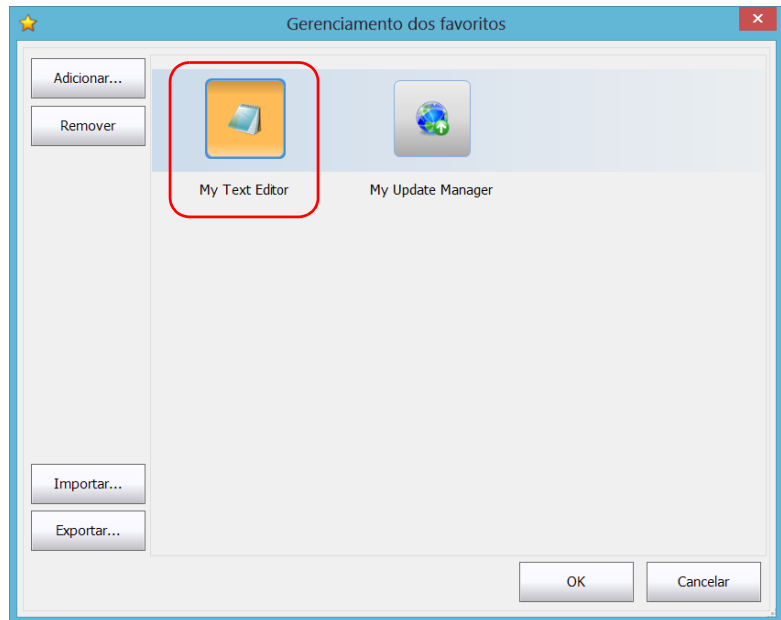 Gerenciamento dos favoritos
Adicionar...
Remover
My Text Editor
My Update Manager
Importar...
Exportar...
OK
Cancelar